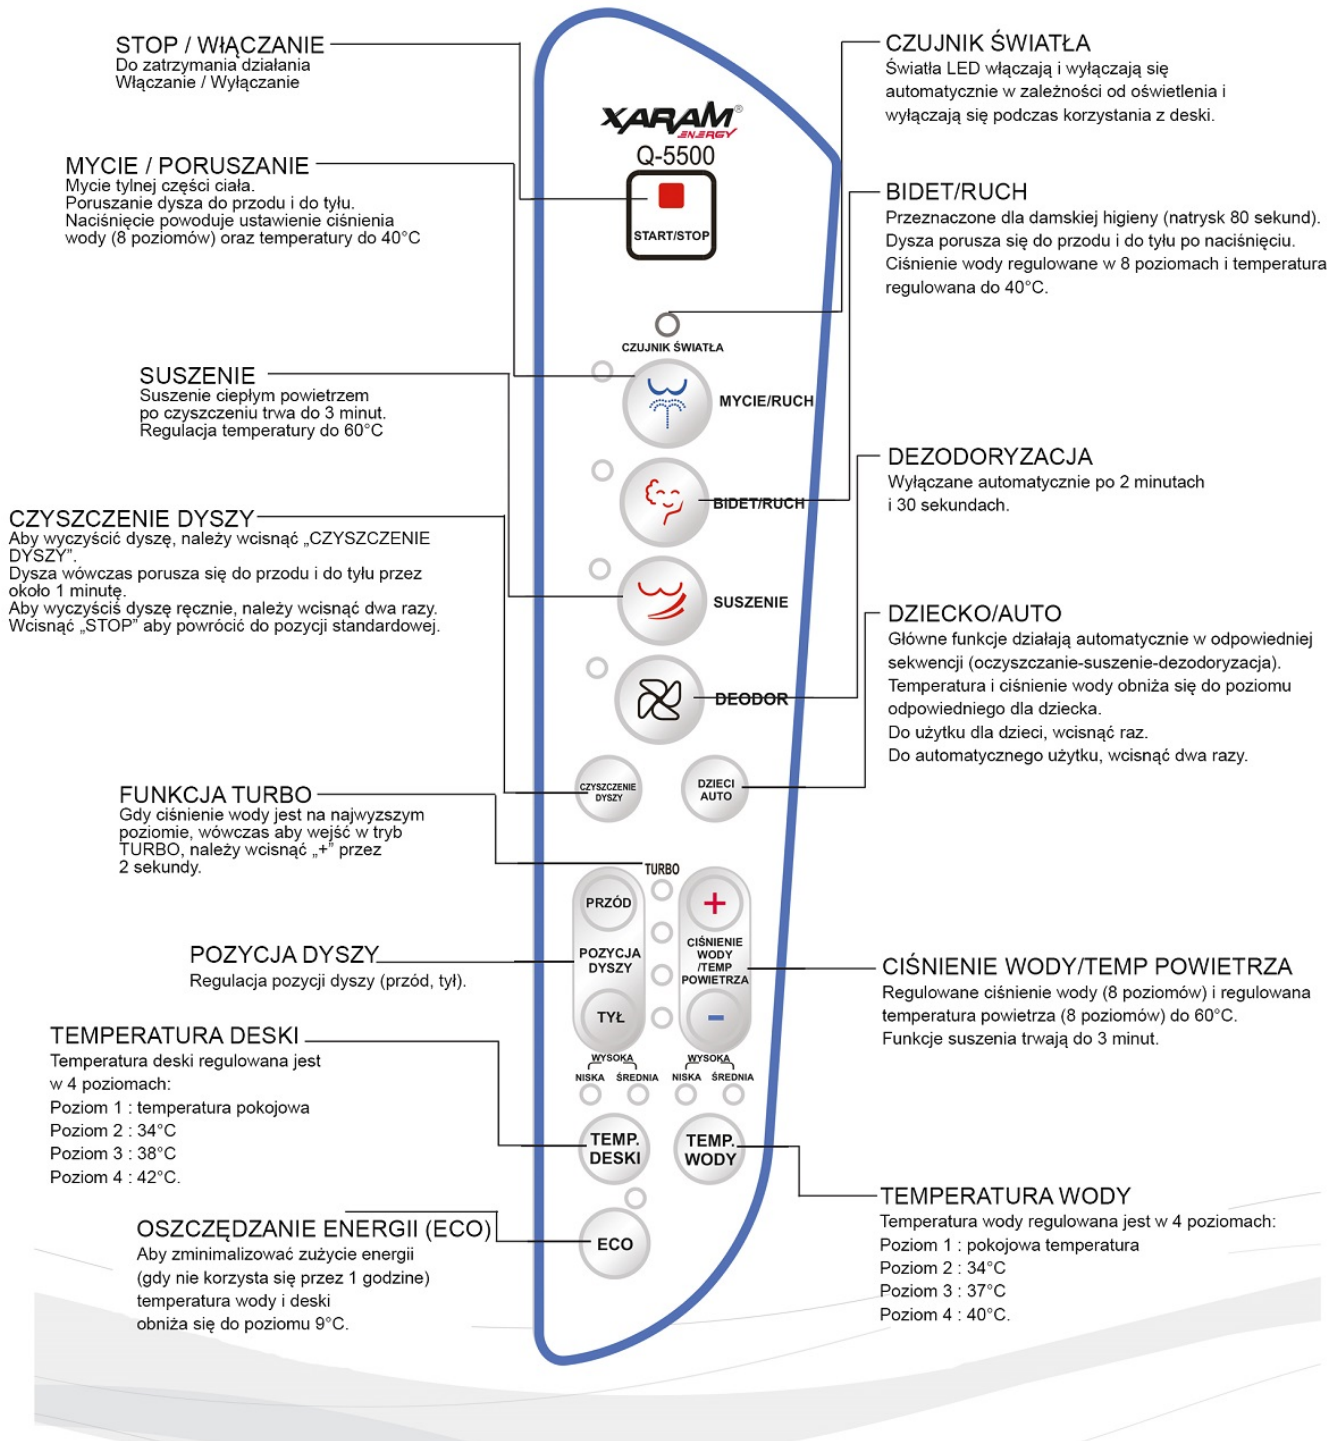 STOP / WłĄCZANIE
Do zatrzymania działania
Włączanie / Wyłączanie
MYCIE / PORUSZANIE
Mycie tylnej części ciała.
Poruszanie dysza do przodu i do tyłu.
Naciśnięcie powoduje ustawienie ciśnienia
wody (8 poziomów) oraz temperatury do 40°C
SUSZENIE
Suszenie ciepłym powietrzem
po czyszczeniu trwa do 3 minut.
Regulacja temperatury do 60°C
CZYSZCZENIE DYSZY
Aby wyczyścić dyszę, należy wcisnąć „CZYSZCZENIE
DYSZY”.
Dysza wówczas porusza się do przodu i do tyłu przez
około 1 minutę.
Aby wyczyściś dyszę ręcznie, należy wcisnąć dwa razy.
Wcisnąć „STOP” aby powrócić do pozycji standardowej.
FUNKCJA TURBO
Gdy ciśnienie wody jest na najwyzszym
poziomie, wówczas aby wejść w tryb
TURBO, należy wcisnąć „+” przez
2 sekundy.
POZYCJA DYSZY
Regulacja pozycji dyszy (przód, tył).
TEMPERATURA DESKI
Temperatura deski regulowana jest
w 4 poziomach:
Poziom 1 : temperatura pokojowa
Poziom 2 : 34°C
Poziom 3 : 38°C
Poziom 4 : 42°C.
OSZCZĘDZANIE ENERGII (ECO)
Aby zminimalizować zużycie energii
(gdy nie korzysta się przez 1 godzine)
temperatura wody i deski
obniża się do poziomu 9°C.
XARAM®
ENERGY
Q-5500
START/STOP
CZUJNIK ŚWIATŁA
MYCIE/RUCH
BIDET/RUCH
SUSZENIE
DEODOR
CZYSZCZENIE
DYSZY
DZIECI
AUTO
TURBO
PRZÓD
POZYCJA
DYSZY
TYŁ
+
CIŚNIENIE
WODY
/TEMP
POWIETRZA
−
WYSOKA
NISKA ŚREDNIA
WYSOKA
NISKA ŚREDNIA
TEMP.
DESKI
TEMP.
WODY
ECO
CZUJNIK ŚWIATŁA
Światła LED włączają i wyłączają się
automatycznie w zależności od oświetlenia i
wyłączają się podczas korzystania z deski.
BIDET/RUCH
Przeznaczone dla damskiej higieny (natrysk 80 sekund).
Dysza porusza się do przodu i do tyłu po naciśnięciu.
Ciśnienie wody regulowane w 8 poziomach i temperatura
regulowana do 40°C.
DEZODORYZACJA
Wyłączane automatycznie po 2 minutach
i 30 sekundach.
DZIECKO/AUTO
Główne funkcje działają automatycznie w odpowiedniej
sekwencji (oczyszczanie-suszenie-dezodoryzacja).
Temperatura i ciśnienie wody obniża się do poziomu
odpowiedniego dla dziecka.
Do użytku dla dzieci, wcisnąć raz.
Do automatycznego użytku, wcisnąć dwa razy.
CIŚNIENIE WODY/TEMP POWIETRZA
Regulowane ciśnienie wody (8 poziomów) i regulowana
temperatura powietrza (8 poziomów) do 60°C.
Funkcje suszenia trwają do 3 minut.
TEMPERATURA WODY
Temperatura wody regulowana jest w 4 poziomach:
Poziom 1 : pokojowa temperatura
Poziom 2 : 34°C
Poziom 3 : 37°C
Poziom 4 : 40°C.